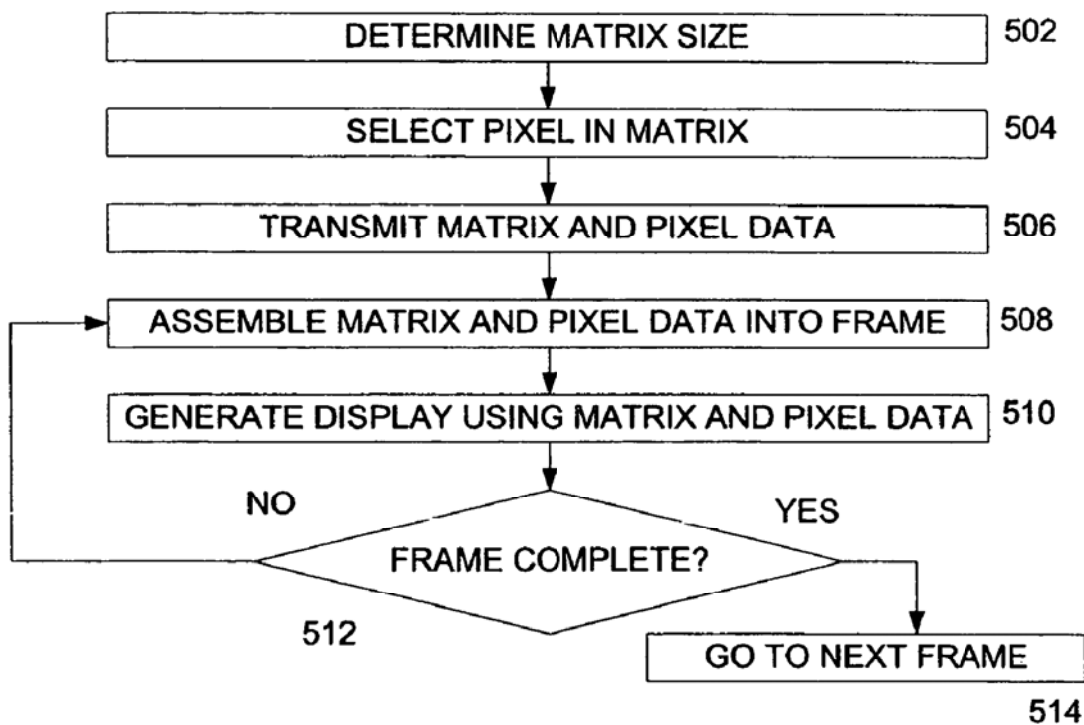 DETERMINE MATRIX SIZE 502
SELECT PIXEL IN MATRIX 504
TRANSMIT MATRIX AND PIXEL DATA 506
ASSEMBLE MATRIX AND PIXEL DATA INTO FRAME 508
GENERATE DISPLAY USING MATRIX AND PIXEL DATA 510
NO YES
FRAME COMPLETE?
512
GO TO NEXT FRAME
514